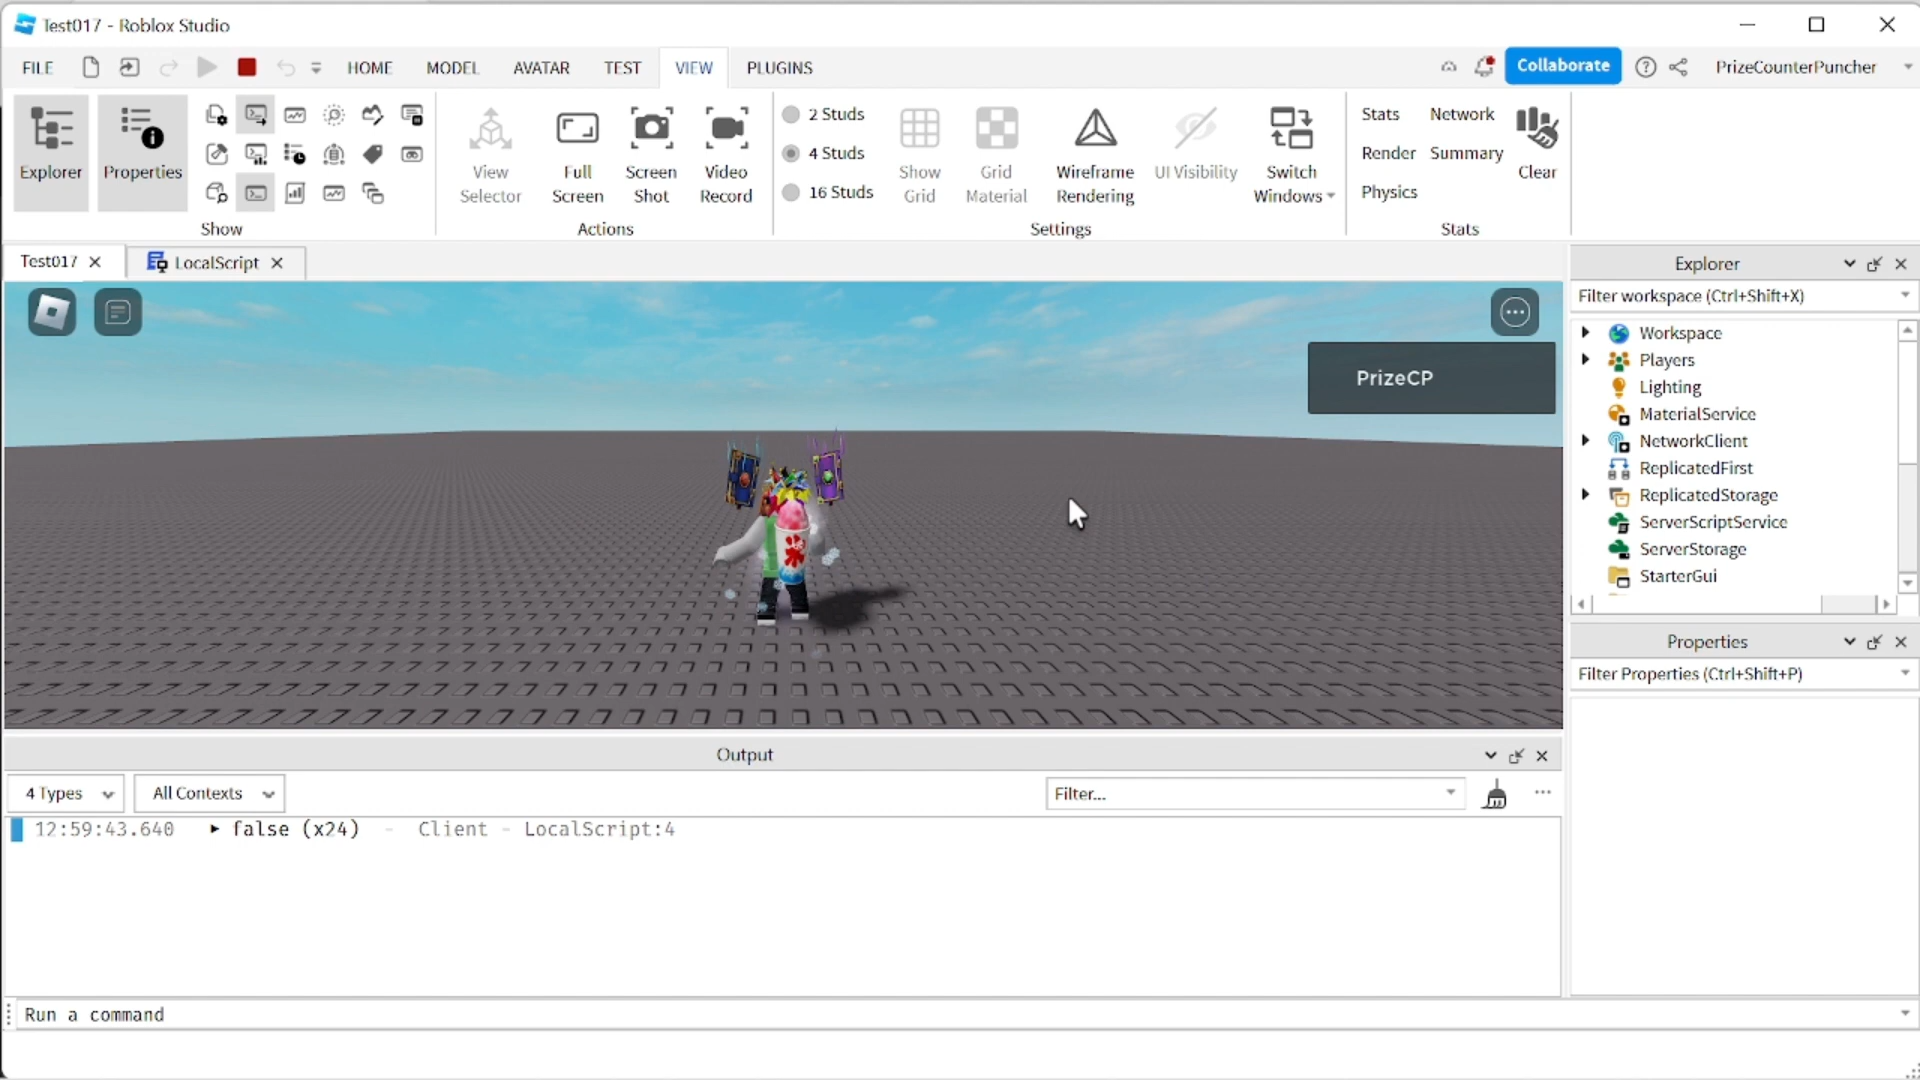 Test017 - Roblox Studio
FILE HOME MODEL AVATAR TEST VIEW PLUGINS Collaborate PrizeCounterPuncher
Explorer Properties
Show
View Selector
Full Screen
Screen Shot
Video Record
Actions
2 Studs
4 Studs
16 Studs
Show Grid
Grid Material
Wireframe Rendering
UI Visibility
Switch Windows
Settings
Stats Network
Render Summary
Physics
Clear
Stats
Test017 LocalScript
PrizeCP
Explorer
Filter workspace (Ctrl+Shift+X)
Workspace
Players
Lighting
MaterialService
NetworkClient
ReplicatedFirst
ReplicatedStorage
ServerScriptService
ServerStorage
StarterGui
Properties
Filter Properties (Ctrl+Shift+P)
Output
4 Types All Contexts Filter...
12:59:43.640 false (x24) - Client - LocalScript:4
Run a command